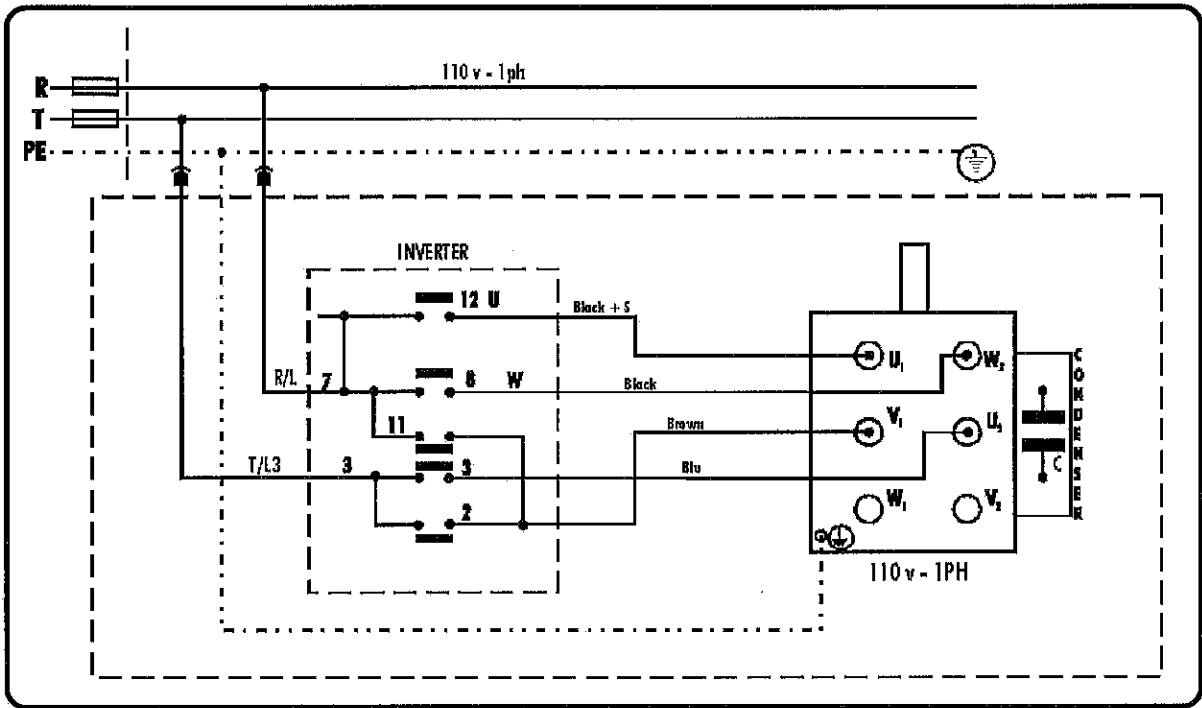 110 v - 1ph
R
T
PE
INVERTER
12 U
Black + S
R/L 7
8 W
Black
11
Brown
T/L3 3
3
Blu
2
U₁
W₂
V₁
U₂
W₁
V₂
C
CONDENSER
110 v - 1PH